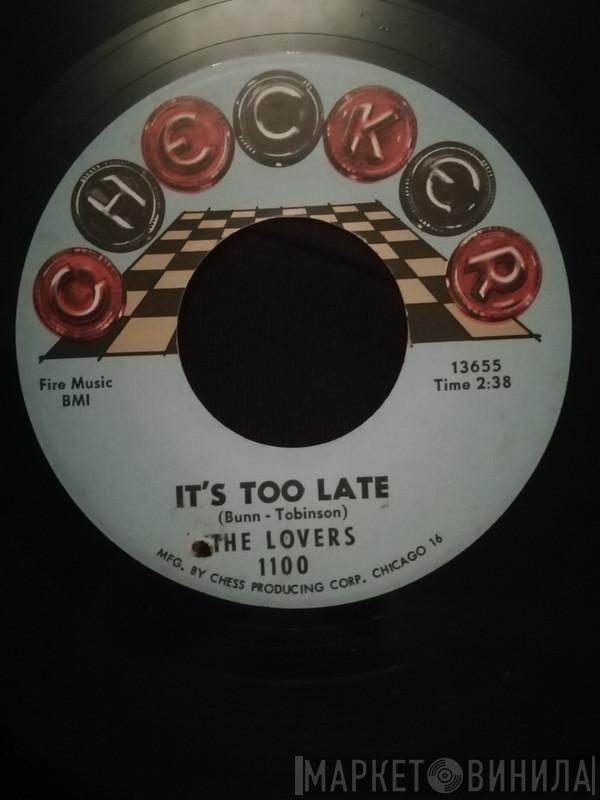 CHECKER
Fire Music
BMI
13655
Time 2:38
IT'S TOO LATE
(Bunn - Tobinson)
THE LOVERS
1100
MFG. BY CHESS PRODUCING CORP. CHICAGO 16
МАРКЕТ ВИНИЛА